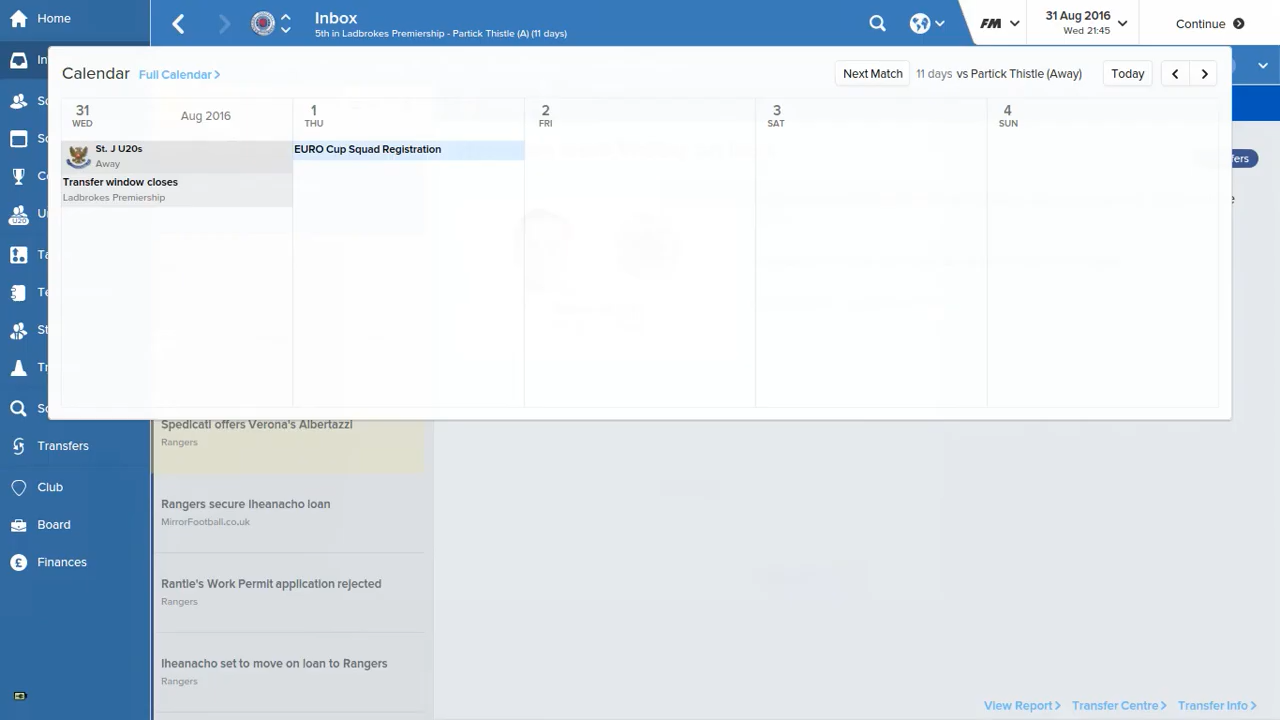 Home
Inbox
5th in Ladbrokes Premiership - Partick Thistle (A) (11 days)
FM
31 Aug 2016
Wed 21:45
Continue
In
Calendar
Full Calendar
Next Match
11 days vs Partick Thistle (Away)
Today
31
WED
Aug 2016
1
THU
2
FRI
3
SAT
4
SUN
St. J U20s
Away
EURO Cup Squad Registration
Transfer window closes
Ladbrokes Premiership
fers
U20
Spedicati offers Verona's Albertazzi
Rangers
Transfers
Rangers secure Iheanacho loan
MirrorFootball.co.uk
Club
Board
Finances
Rantie's Work Permit application rejected
Rangers
Iheanacho set to move on loan to Rangers
Rangers
View Report
Transfer Centre
Transfer Info